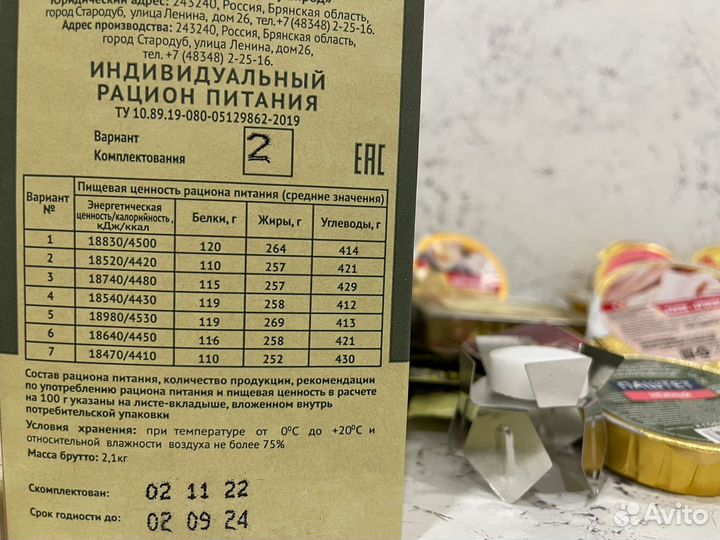 Юридический адрес: 243240, Россия, Брянская область,
город Стародуб, улица Ленина, дом 26, тел.+7 (48348) 2-25-16.
Адрес производства: 243240, Россия, Брянская область,
город Стародуб, улица Ленина, дом26,
тел. +7 (48348) 2-25-16.
ИНДИВИДУАЛЬНЫЙ
РАЦИОН ПИТАНИЯ
ТУ 10.89.19-080-05129862-2019
Вариант
Комплектования 2 ЕАС
Вариант № Пищевая ценность рациона питания (средние значения)
Энергетическая ценность/калорийность, кДж/ккал Белки, г Жиры, г Углеводы, г
1 18830/4500 120 264 414
2 18520/4420 110 257 421
3 18740/4480 115 257 429
4 18540/4430 119 258 412
5 18980/4530 119 269 413
6 18640/4450 116 258 421
7 18470/4410 110 252 430
Состав рациона питания, количество продукции, рекомендации
по употреблению рациона питания и пищевая ценность в расчете
на 100 г указаны на листе-вкладыше, вложенном внутрь
потребительской упаковки
Условия хранения: при температуре от 0⁰С до +20⁰С и
относительной влажности воздуха не более 75%
Масса брутто: 2,1кг
Скомплектован: 02 11 22
Срок годности до: 02 09 24
ПАШТЕТ
Avito